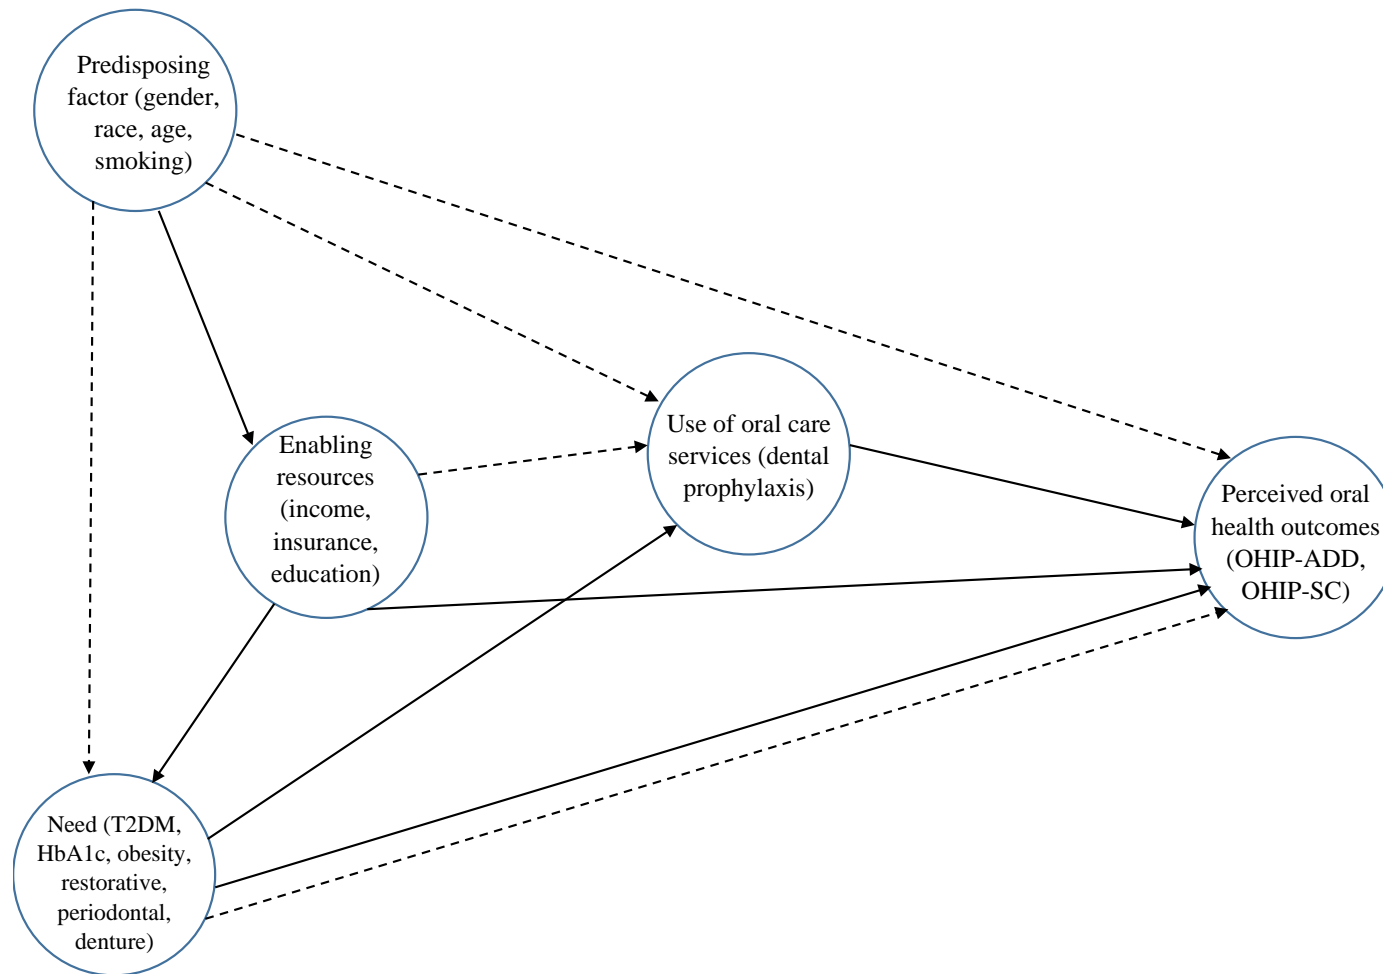 Predisposing
factor (gender,
race, age,
smoking)
Enabling
resources
(income,
insurance,
education)
Use of oral care
services (dental
prophylaxis)
Perceived oral
health outcomes
(OHIP-ADD,
OHIP-SC)
Need (T2DM,
HbA1c, obesity,
restorative,
periodontal,
denture)